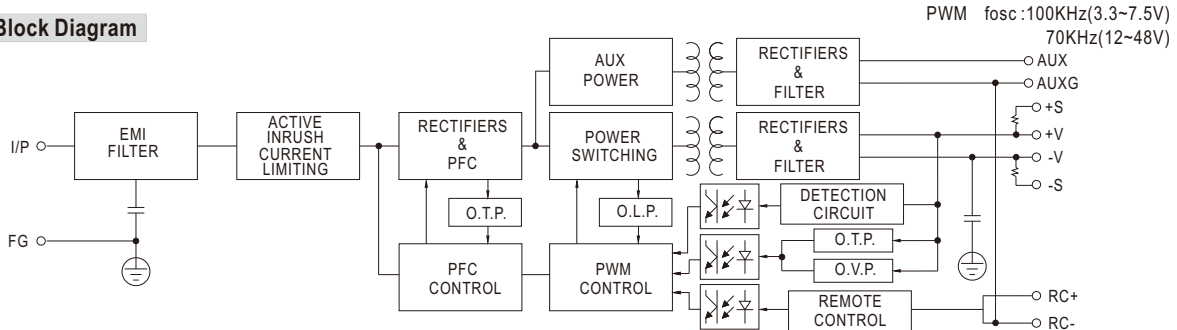 PWM fosc:100KHz(3.3~7.5V)
70KHz(12~48V)
Block Diagram
I/P
FG
EMI
FILTER
ACTIVE
INRUSH
CURRENT
LIMITING
RECTIFIERS
&
PFC
O.T.P.
PFC
CONTROL
AUX
POWER
POWER
SWITCHING
O.L.P.
PWM
CONTROL
RECTIFIERS
&
FILTER
RECTIFIERS
&
FILTER
DETECTION
CIRCUIT
O.T.P.
O.V.P.
REMOTE
CONTROL
AUX
AUXG
+S
+V
-V
-S
RC+
RC-